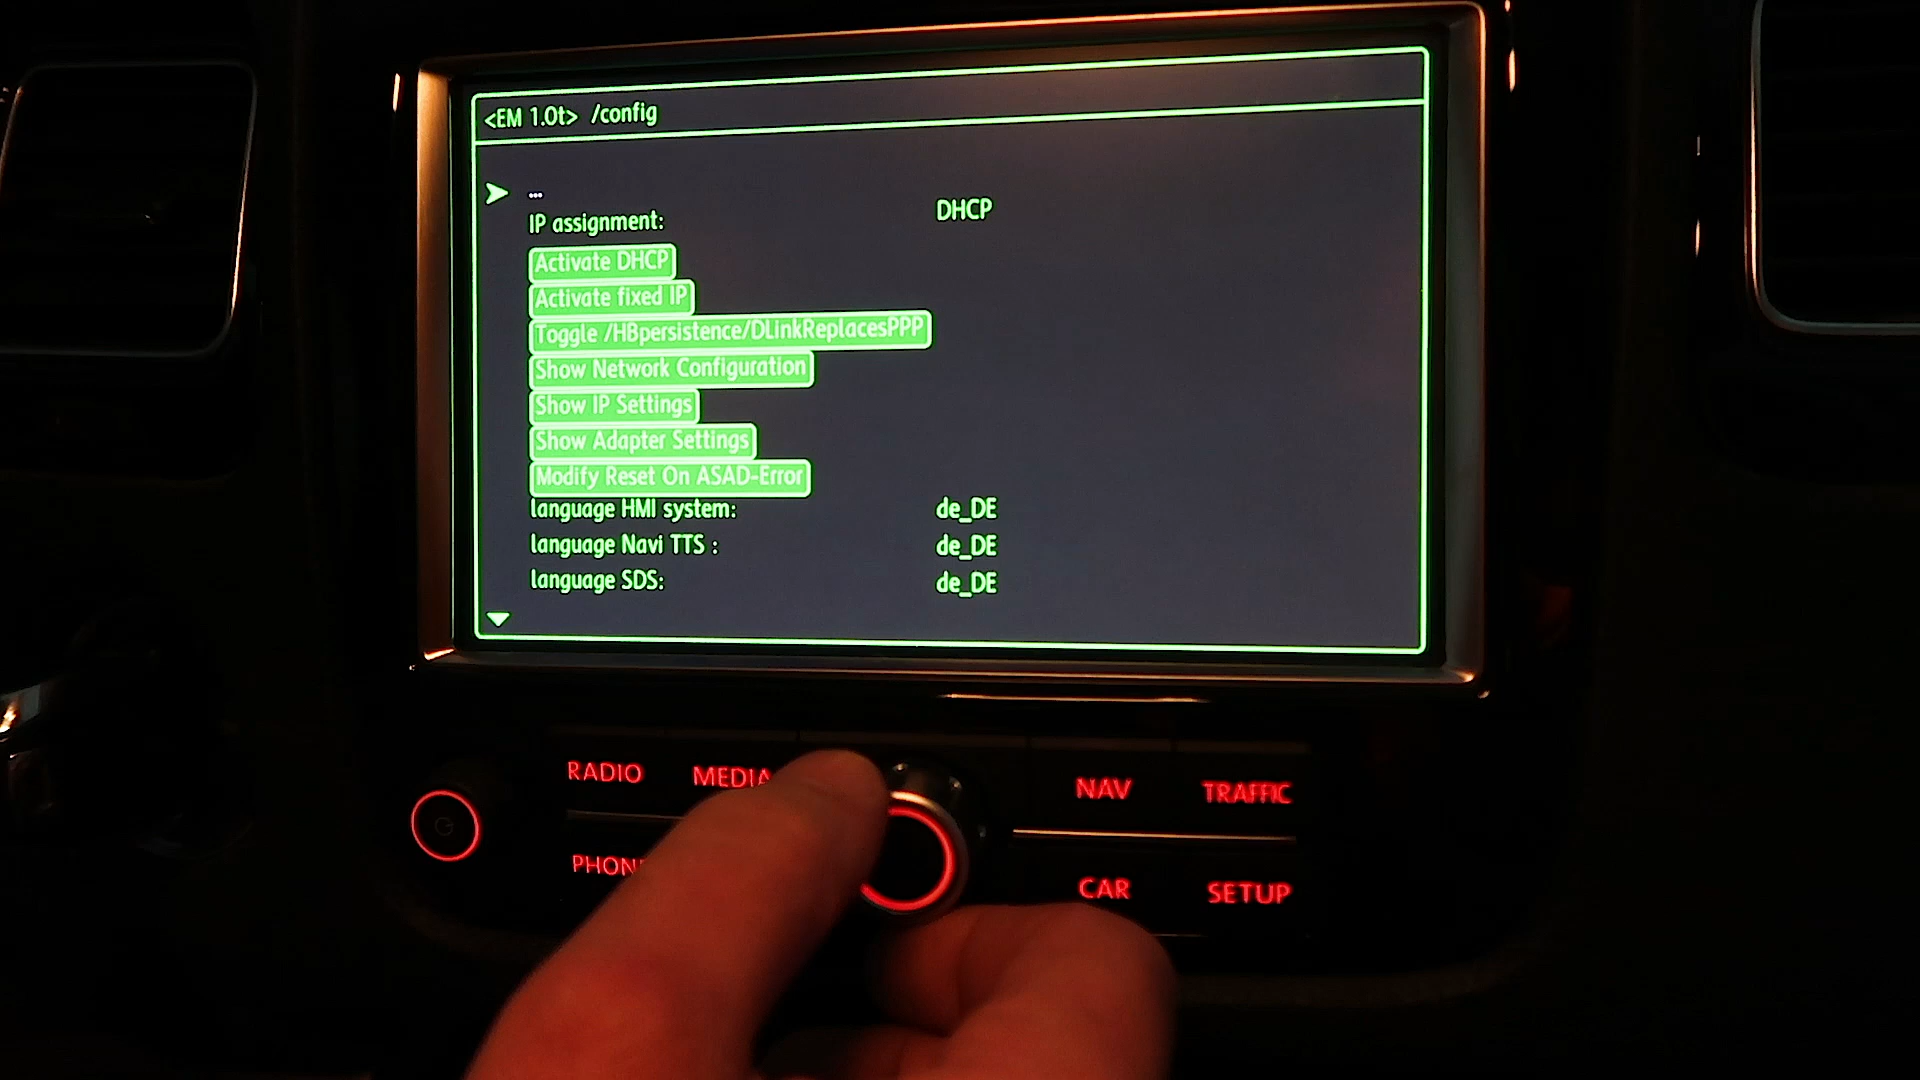 <EM 1.0t> /config
...
IP assignment: DHCP
Activate DHCP
Activate fixed IP
Toggle /HBpersistence/DLinkReplacesPPP
Show Network Configuration
Show IP Settings
Show Adapter Settings
Modify Reset On ASAD-Error
language HMI system: de_DE
language Navi TTS : de_DE
language SDS: de_DE
RADIO MEDIA NAV TRAFFIC
PHON CAR SETUP